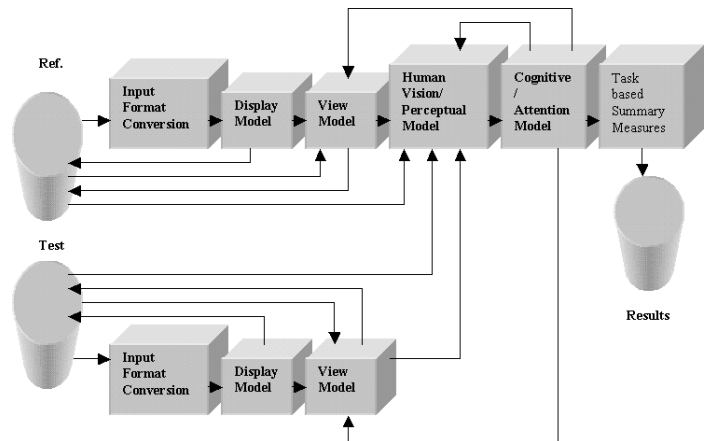 Ref.
Input
Format
Conversion
Display
Model
View
Model
Human
Vision/
Perceptual
Model
Cognitive
/
Attention
Model
Task
based
Summary
Measures
Test
Results
Input
Format
Conversion
Display
Model
View
Model